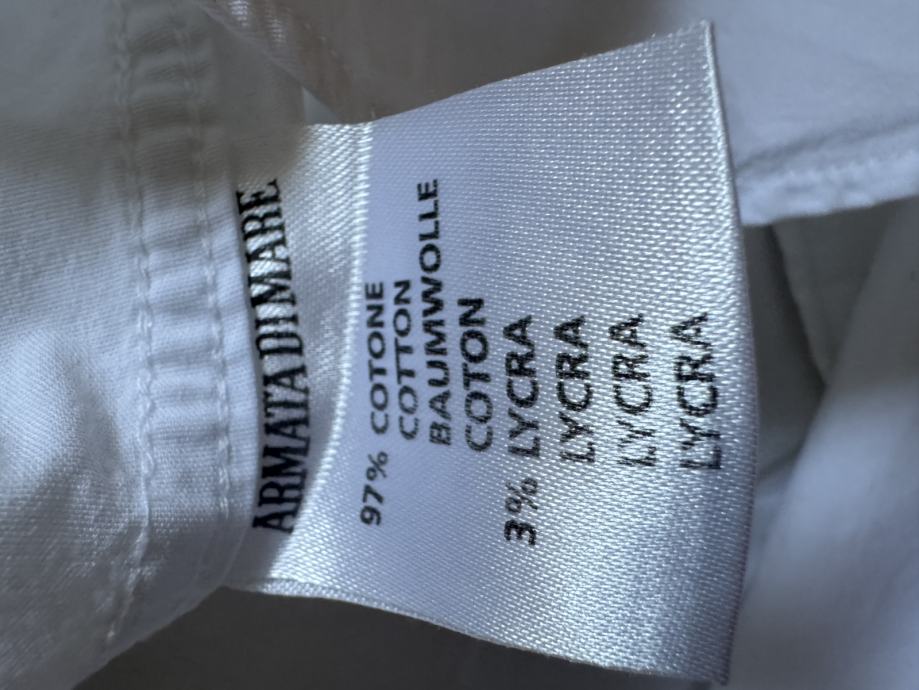 ARMATA DI MARE
97% COTONE
COTTON
BAUMWOLLE
COTON
3% LYCRA
LYCRA
LYCRA
LYCRA